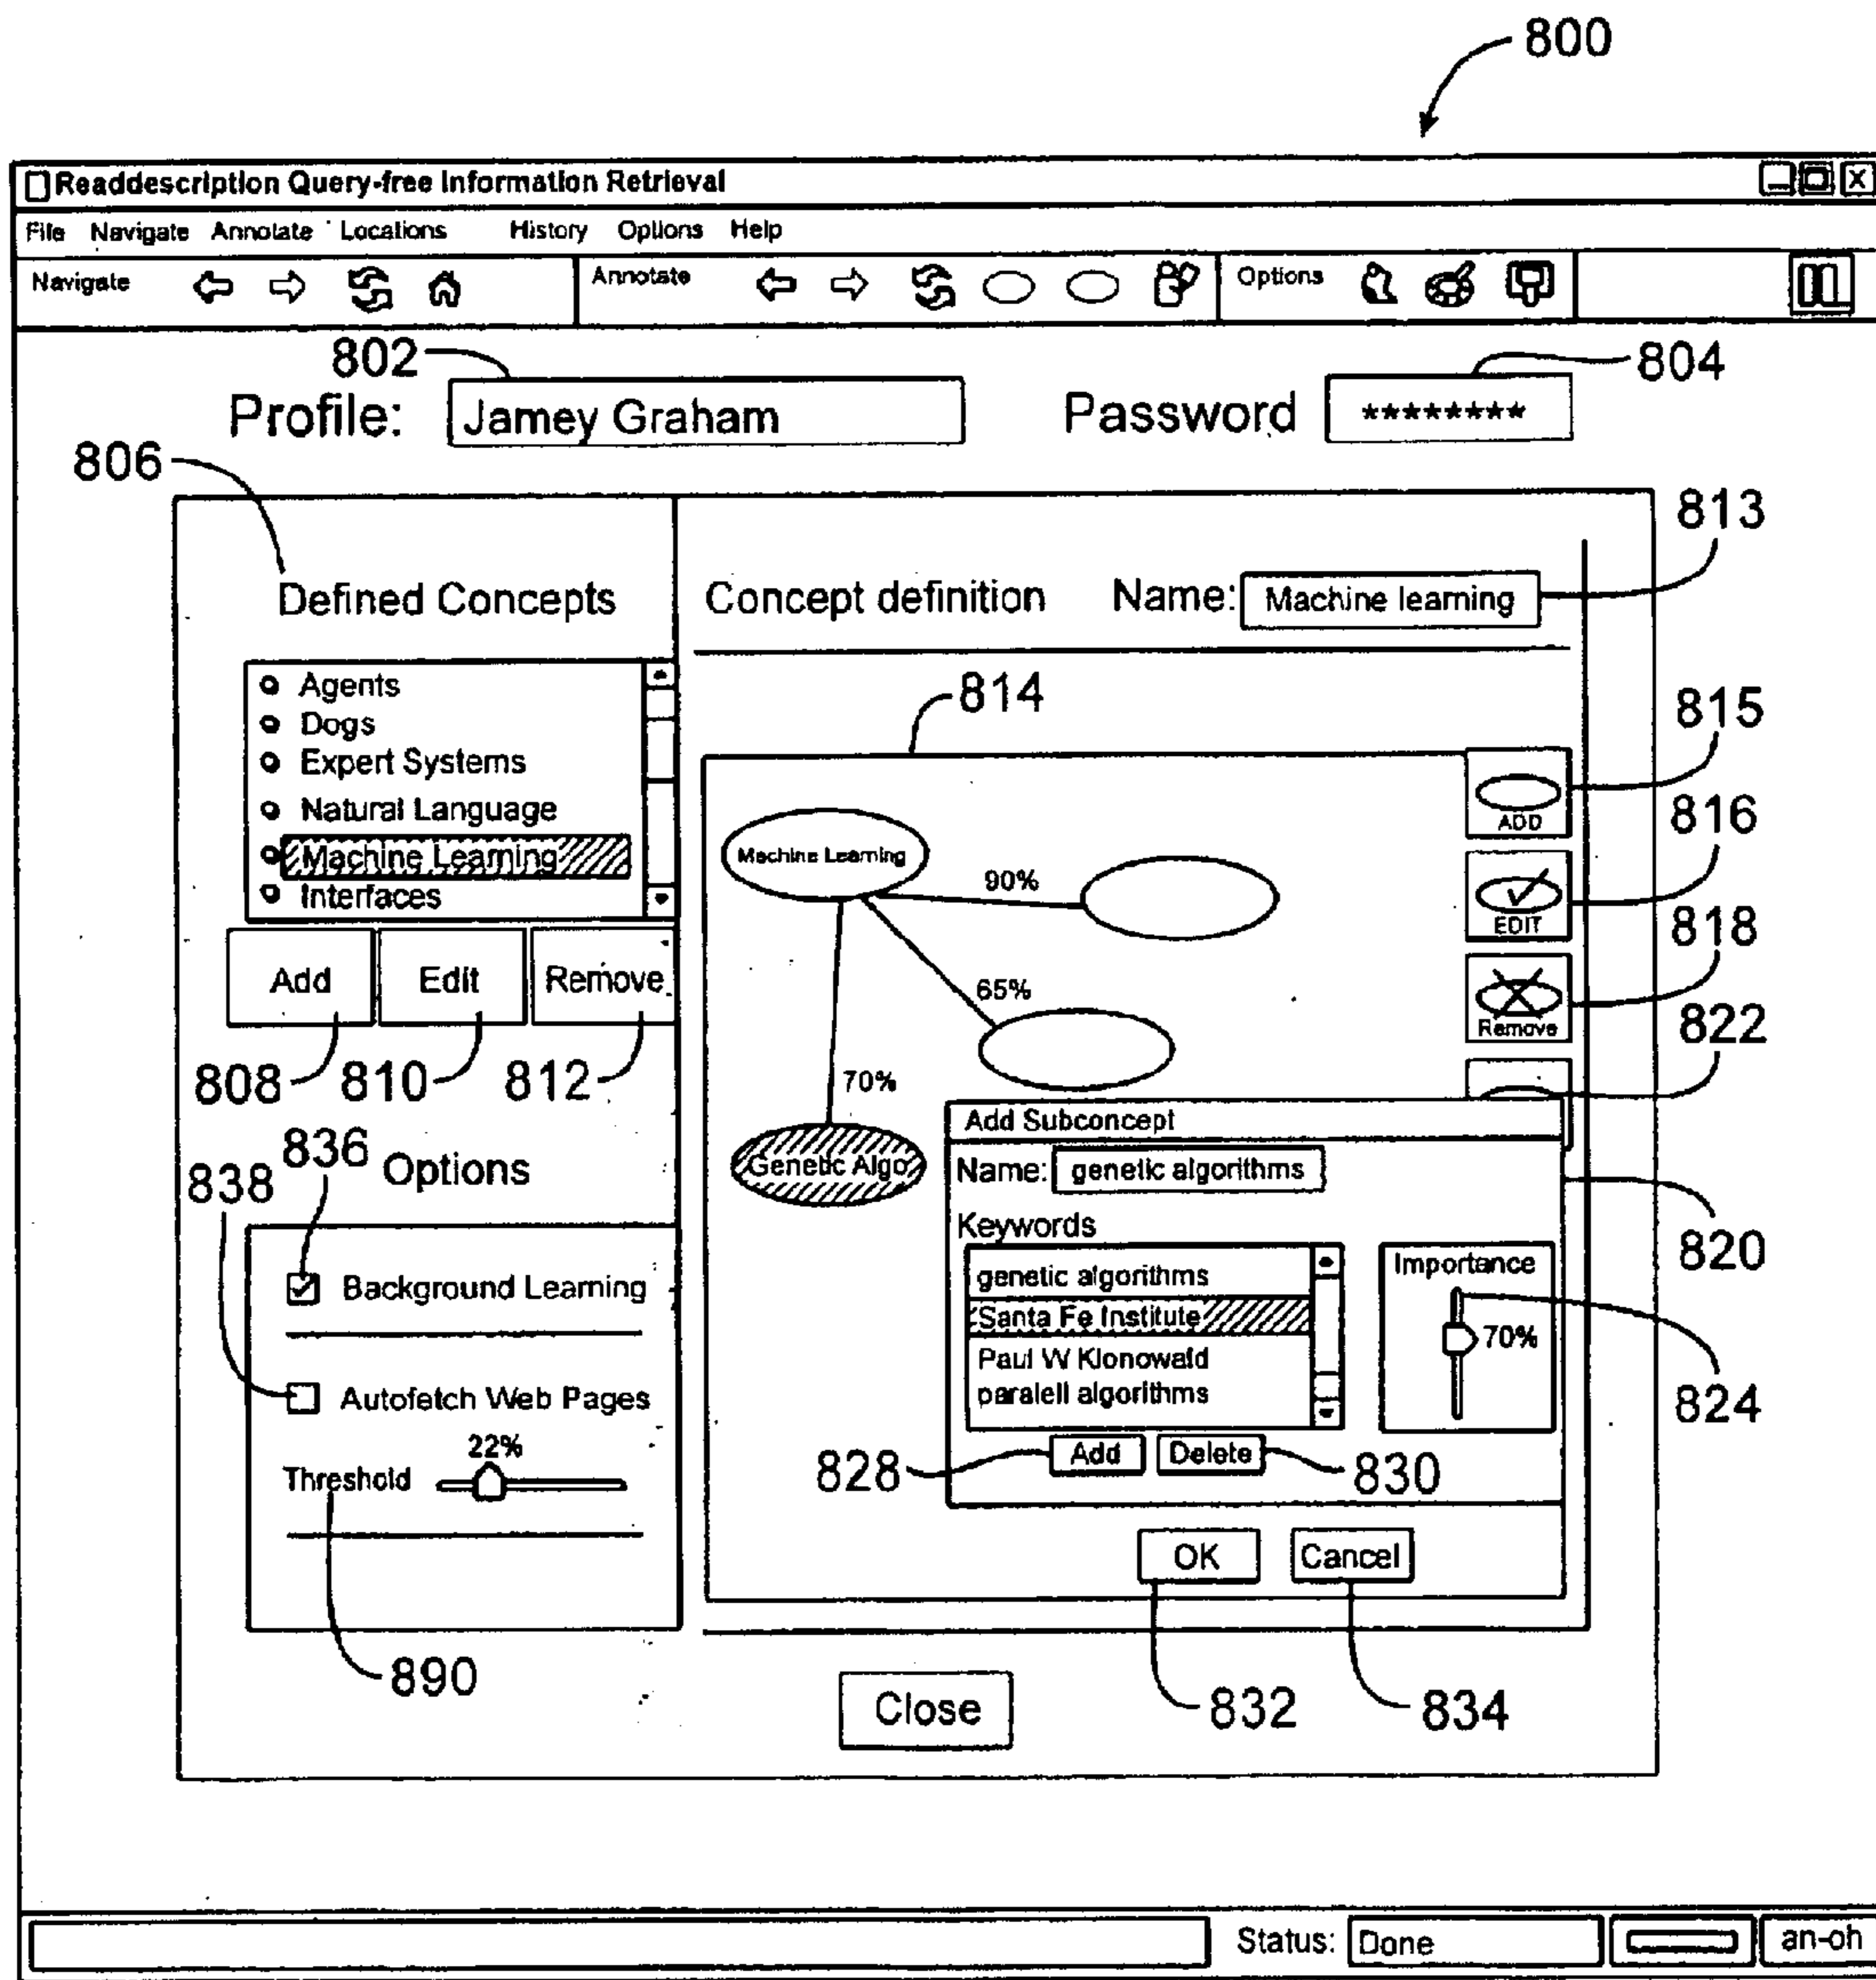 800
Readdescription Query-free Information Retrieval
File Navigate Annotate Locations History Options Help
Navigate Annotate Options
802 804
Profile: Jamey Graham Password ********
806
813
Defined Concepts Concept definition Name: Machine learning
814
Agents
Dogs
Expert Systems
Natural Language
Machine Learning
Interfaces
815
ADD
816
EDIT
818
Remove
822
Machine Learning
90%
65%
70%
Genetic Algo
Add Edit Remove
808 810 812
836
838
Options
Background Learning
Autofetch Web Pages
22%
Threshold
890
Add Subconcept
Name: genetic algorithms
820
Keywords
genetic algorithms
Santa Fe Institute
Paul W Klonowald
paralell algorithms
Importance
70%
824
828 Add Delete 830
OK Cancel
832 834
Close
Status: Done an-oh